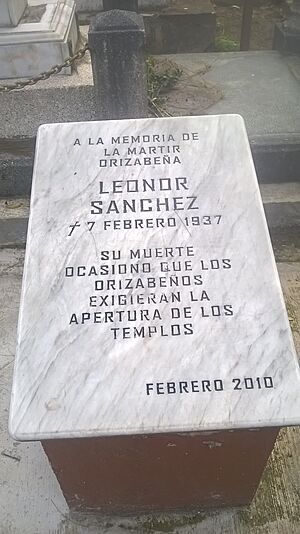 A LA MEMORIA DE
LA MARTIR
ORIZABEÑA
LEONOR
SANCHEZ
† 7 FEBRERO 1937
SU MUERTE
OCASIONO QUE LOS
ORIZABEÑOS
EXIGIERAN LA
APERTURA DE LOS
TEMPLOS
FEBRERO 2010